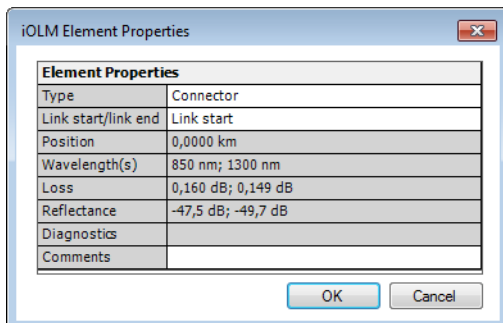 iOLM Element Properties
Element Properties
Type Connector
Link start/link end Link start
Position 0,0000 km
Wavelength(s) 850 nm; 1300 nm
Loss 0,160 dB; 0,149 dB
Reflectance -47,5 dB; -49,7 dB
Diagnostics
Comments
OK Cancel